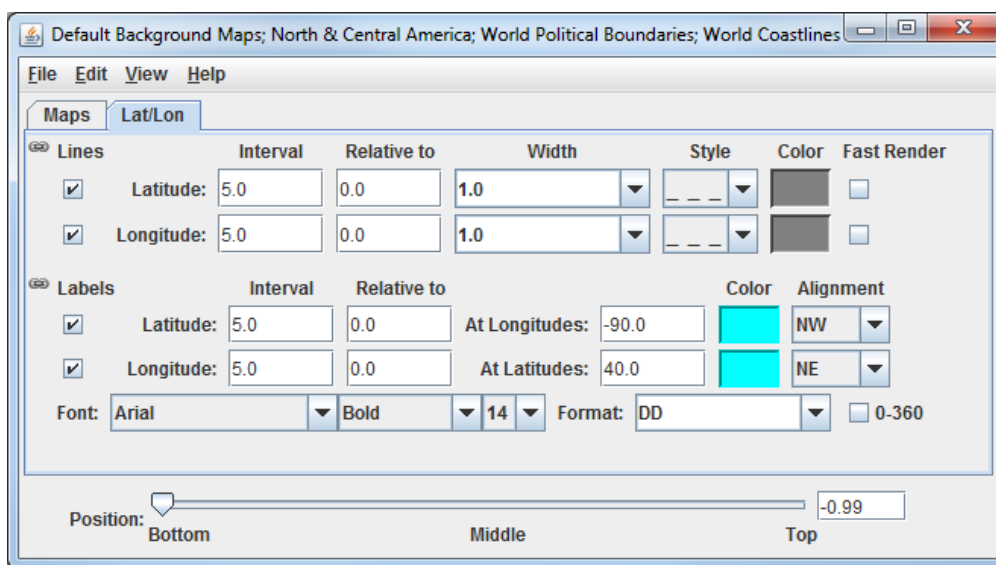 Default Background Maps; North & Central America; World Political Boundaries; World Coastlines
File Edit View Help
Maps Lat/Lon
Lines Interval Relative to Width Style Color Fast Render
Latitude: 5.0 0.0 1.0 _ _ _
Longitude: 5.0 0.0 1.0 _ _ _
Labels Interval Relative to Color Alignment
Latitude: 5.0 0.0 At Longitudes: -90.0 NW
Longitude: 5.0 0.0 At Latitudes: 40.0 NE
Font: Arial Bold 14 Format: DD 0-360
Position: -0.99
Bottom Middle Top